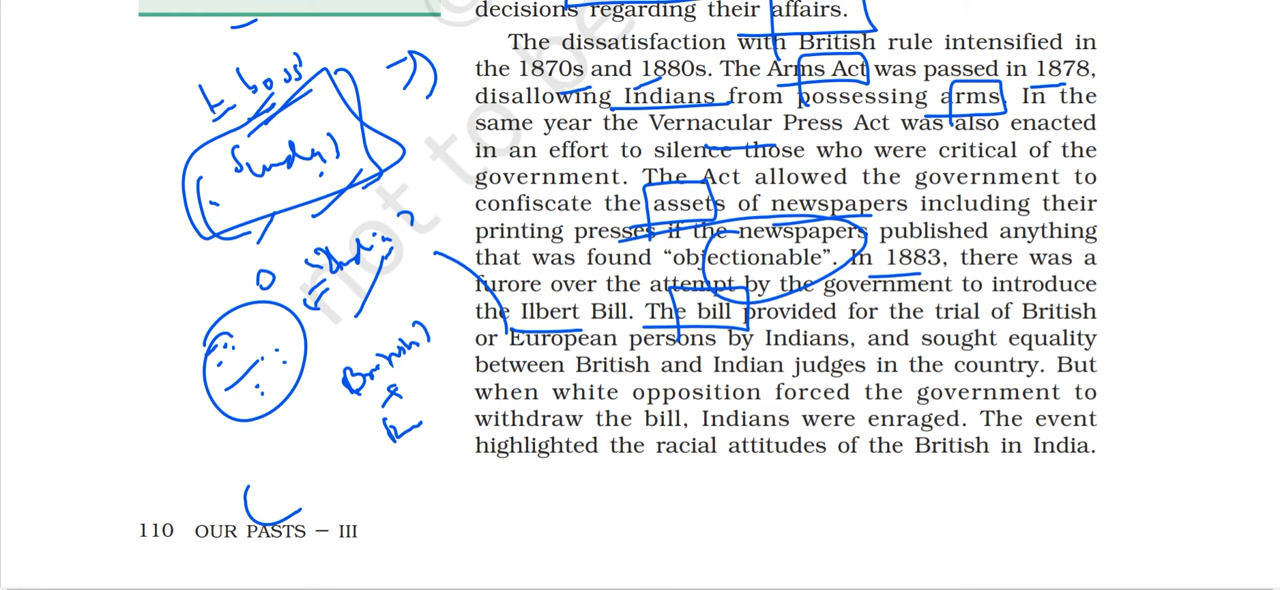 decisions regarding their affairs.
The dissatisfaction with British rule intensified in
the 1870s and 1880s. The Arms Act was passed in 1878,
disallowing Indians from possessing arms. In the
same year the Vernacular Press Act was also enacted
in an effort to silence those who were critical of the
government. The Act allowed the government to
confiscate the assets of newspapers including their
printing presses if the newspapers published anything
that was found “objectionable”. In 1883, there was a
furore over the attempt by the government to introduce
the Ilbert Bill. The bill provided for the trial of British
or European persons by Indians, and sought equality
between British and Indian judges in the country. But
when white opposition forced the government to
withdraw the bill, Indians were enraged. The event
highlighted the racial attitudes of the British in India.
boss
Sunday
India
British
not to be
110 OUR PASTS – III